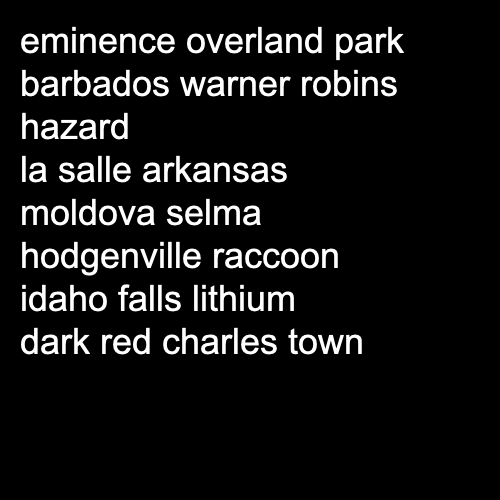 eminence overland park
barbados warner robins
hazard
la salle arkansas
moldova selma
hodgenville raccoon
idaho falls lithium
dark red charles town